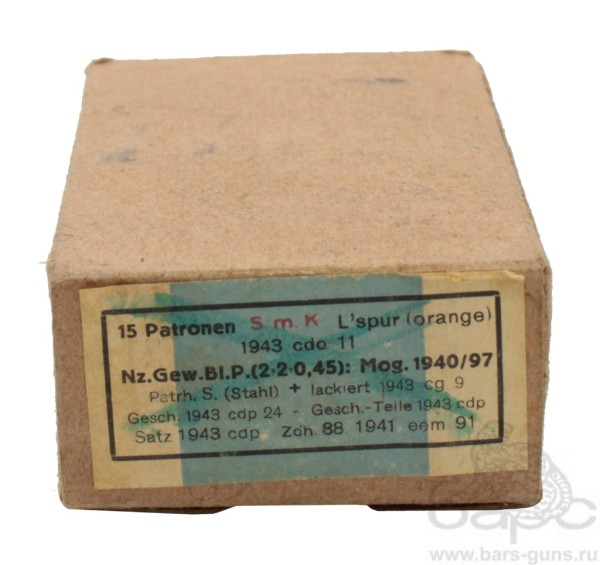 15 Patronen S.m.K L'spur (orange)
1943 cdo 11
Nz.Gew.Bl.P.(2·2·0,45): Mog. 1940/97
Patrh. S. (Stahl) + lackiert 1943 cg 9
Gesch. 1943 cdp 24 - Gesch.-Teile 1943 cdp
Satz 1943 cdp. Zdh. 88 1941 eem 91
барс
www.bars-guns.ru